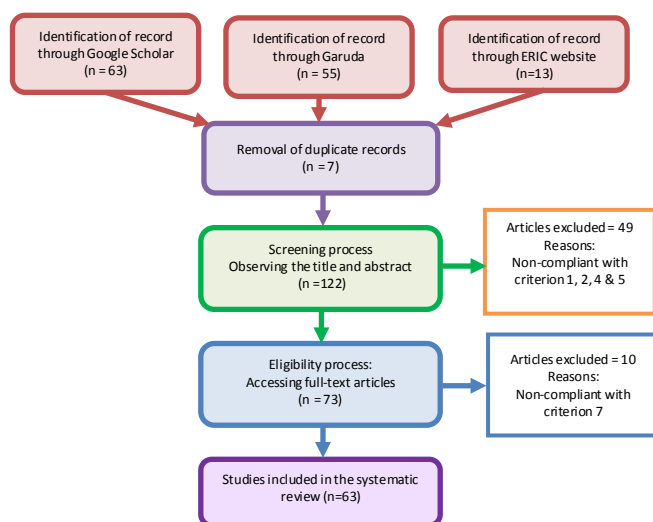 Identification of record
through Google Scholar
(n = 63)
Identification of record
through Garuda
(n = 55)
Identification of record
through ERIC website
(n=13)
Removal of duplicate records
(n = 7)
Screening process
Observing the title and abstract
(n =122)
Articles excluded = 49
Reasons:
Non-compliant with
criterion 1, 2, 4 & 5
Eligibility process:
Accessing full-text articles
(n = 73)
Articles excluded = 10
Reasons:
Non-compliant with
criterion 7
Studies included in the systematic
review (n=63)